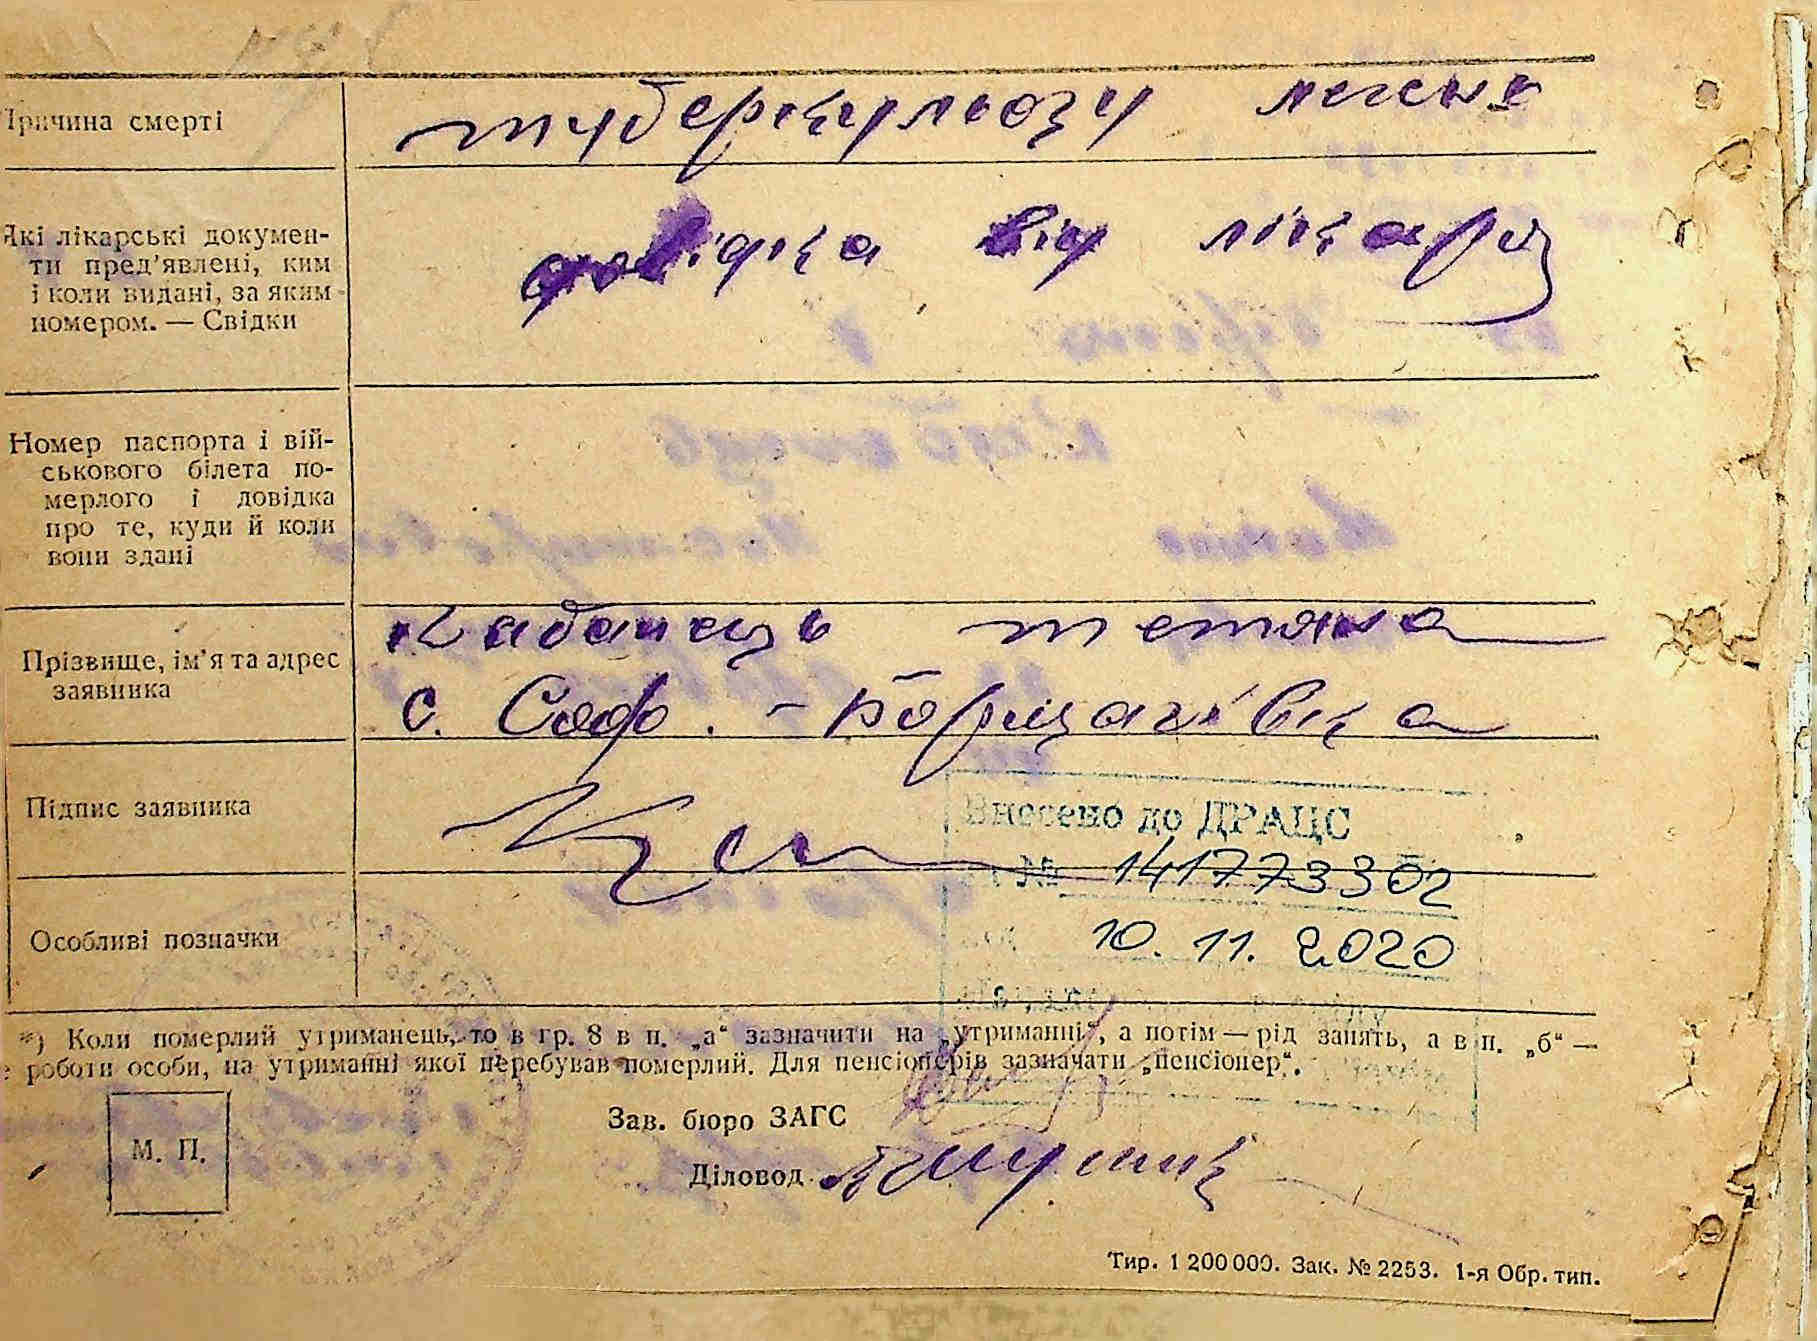 Причина смерті
туберкульозу легень
Які лікарські докумен-
ти пред'явлені, ким
і коли видані, за яким
номером. — Свідки
довідка від лікаря
Номер паспорта і вій-
ськового білета по-
мерлого і довідка
про те, куди й коли
вони здані
Прізвище, ім'я та адрес
заявника
Кабанець Тетяна
с. Соф. - Борщагівка
Підпис заявника
Внесено до ДРАЦС
№ 141773302
10. 11. 2020
Особливі позначки
*) Коли померлий утриманець, то в гр. 8 в п. „а“ зазначити на „утриманні“, а потім — рід занять, а в п. „б“ —
роботи особи, на утриманні якої перебував померлий. Для пенсіонерів зазначати „пенсіонер“.
М. П.
Зав. бюро ЗАГС
Діловод
Тир. 1 200 000. Зак. № 2253. 1-я Обр. тип.